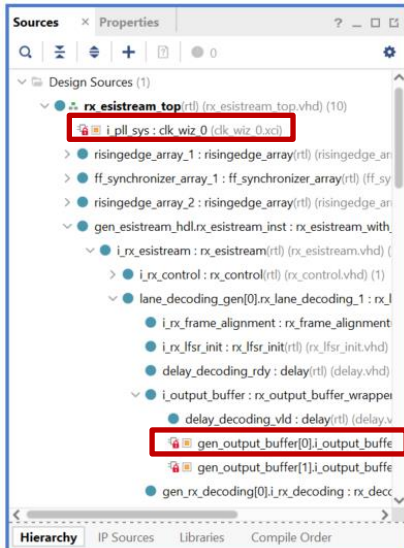 Sources × Properties ? _
0
Design Sources (1)
rx_esistream_top(rtl) (rx_esistream_top.vhd) (10)
i_pll_sys : clk_wiz_0 (clk_wiz_0.xci)
risingedge_array_1 : risingedge_array(rtl) (risingedge_arr
ff_synchronizer_array_1 : ff_synchronizer_array(rtl) (ff_sy
risingedge_array_2 : risingedge_array(rtl) (risingedge_arr
gen_esistream_hdl.rx_esistream_inst : rx_esistream_with_
i_rx_esistream : rx_esistream(rtl) (rx_esistream.vhd)
i_rx_control : rx_control(rtl) (rx_control.vhd) (1)
lane_decoding_gen[0].rx_lane_decoding_1 : rx_l
i_rx_frame_alignment : rx_frame_alignment
i_rx_lfsr_init : rx_lfsr_init(rtl) (rx_lfsr_init.vhd)
delay_decoding_rdy : delay(rtl) (delay.vhd)
i_output_buffer : rx_output_buffer_wrapper
delay_decoding_vld : delay(rtl) (delay.v
gen_output_buffer[0].i_output_buffe
gen_output_buffer[1].i_output_buffe
gen_rx_decoding[0].i_rx_decoding : rx_deco
Hierarchy IP Sources Libraries Compile Order